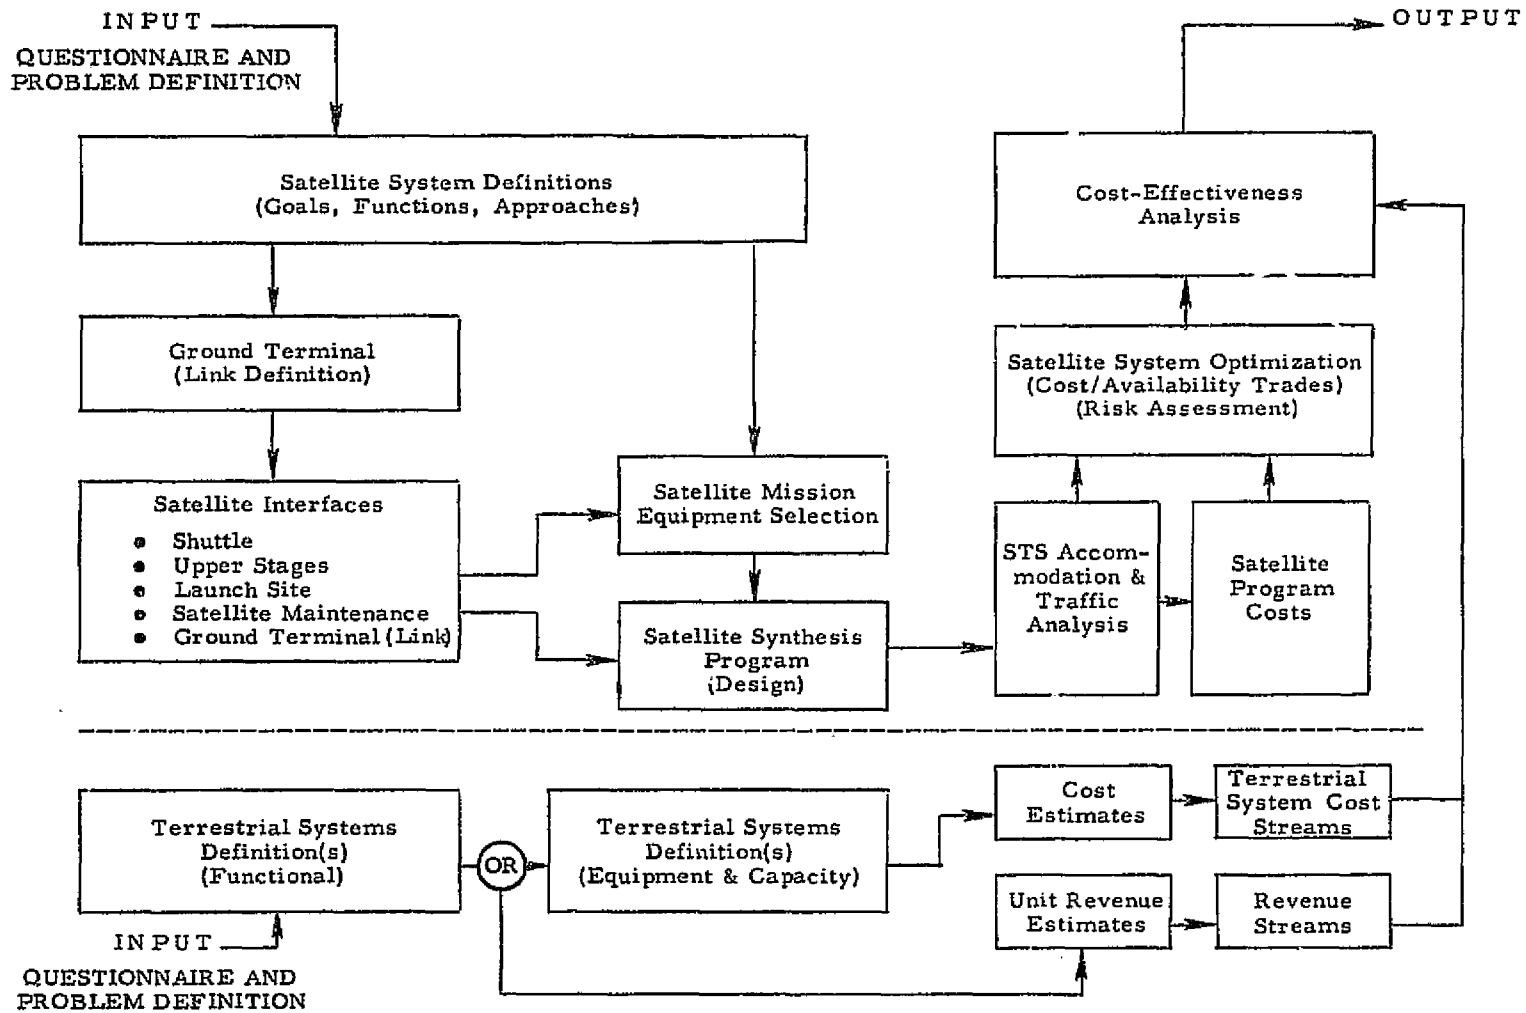 INPUT
QUESTIONNAIRE AND
PROBLEM DEFINITION
OUTPUT
Satellite System Definitions
(Goals, Functions, Approaches)
Cost-Effectiveness
Analysis
Ground Terminal
(Link Definition)
Satellite System Optimization
(Cost/Availability Trades)
(Risk Assessment)
Satellite Interfaces
• Shuttle
• Upper Stages
• Launch Site
• Satellite Maintenance
• Ground Terminal (Link)
Satellite Mission
Equipment Selection
Satellite Synthesis
Program
(Design)
STS Accom-
modation &
Traffic
Analysis
Satellite
Program
Costs
Terrestrial Systems
Definition(s)
(Functional)
OR
Terrestrial Systems
Definition(s)
(Equipment & Capacity)
Cost
Estimates
Terrestrial
System Cost
Streams
Unit Revenue
Estimates
Revenue
Streams
INPUT
QUESTIONNAIRE AND
PROBLEM DEFINITION